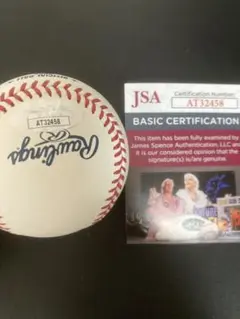 JSA
Certification Number
AT32458
BASIC CERTIFICATION
This item has been fully examined by
James Spence Authentication, LLC and
it is our considered opinion that the
signature(s) is/are genuine.
AT32458
Rawlings